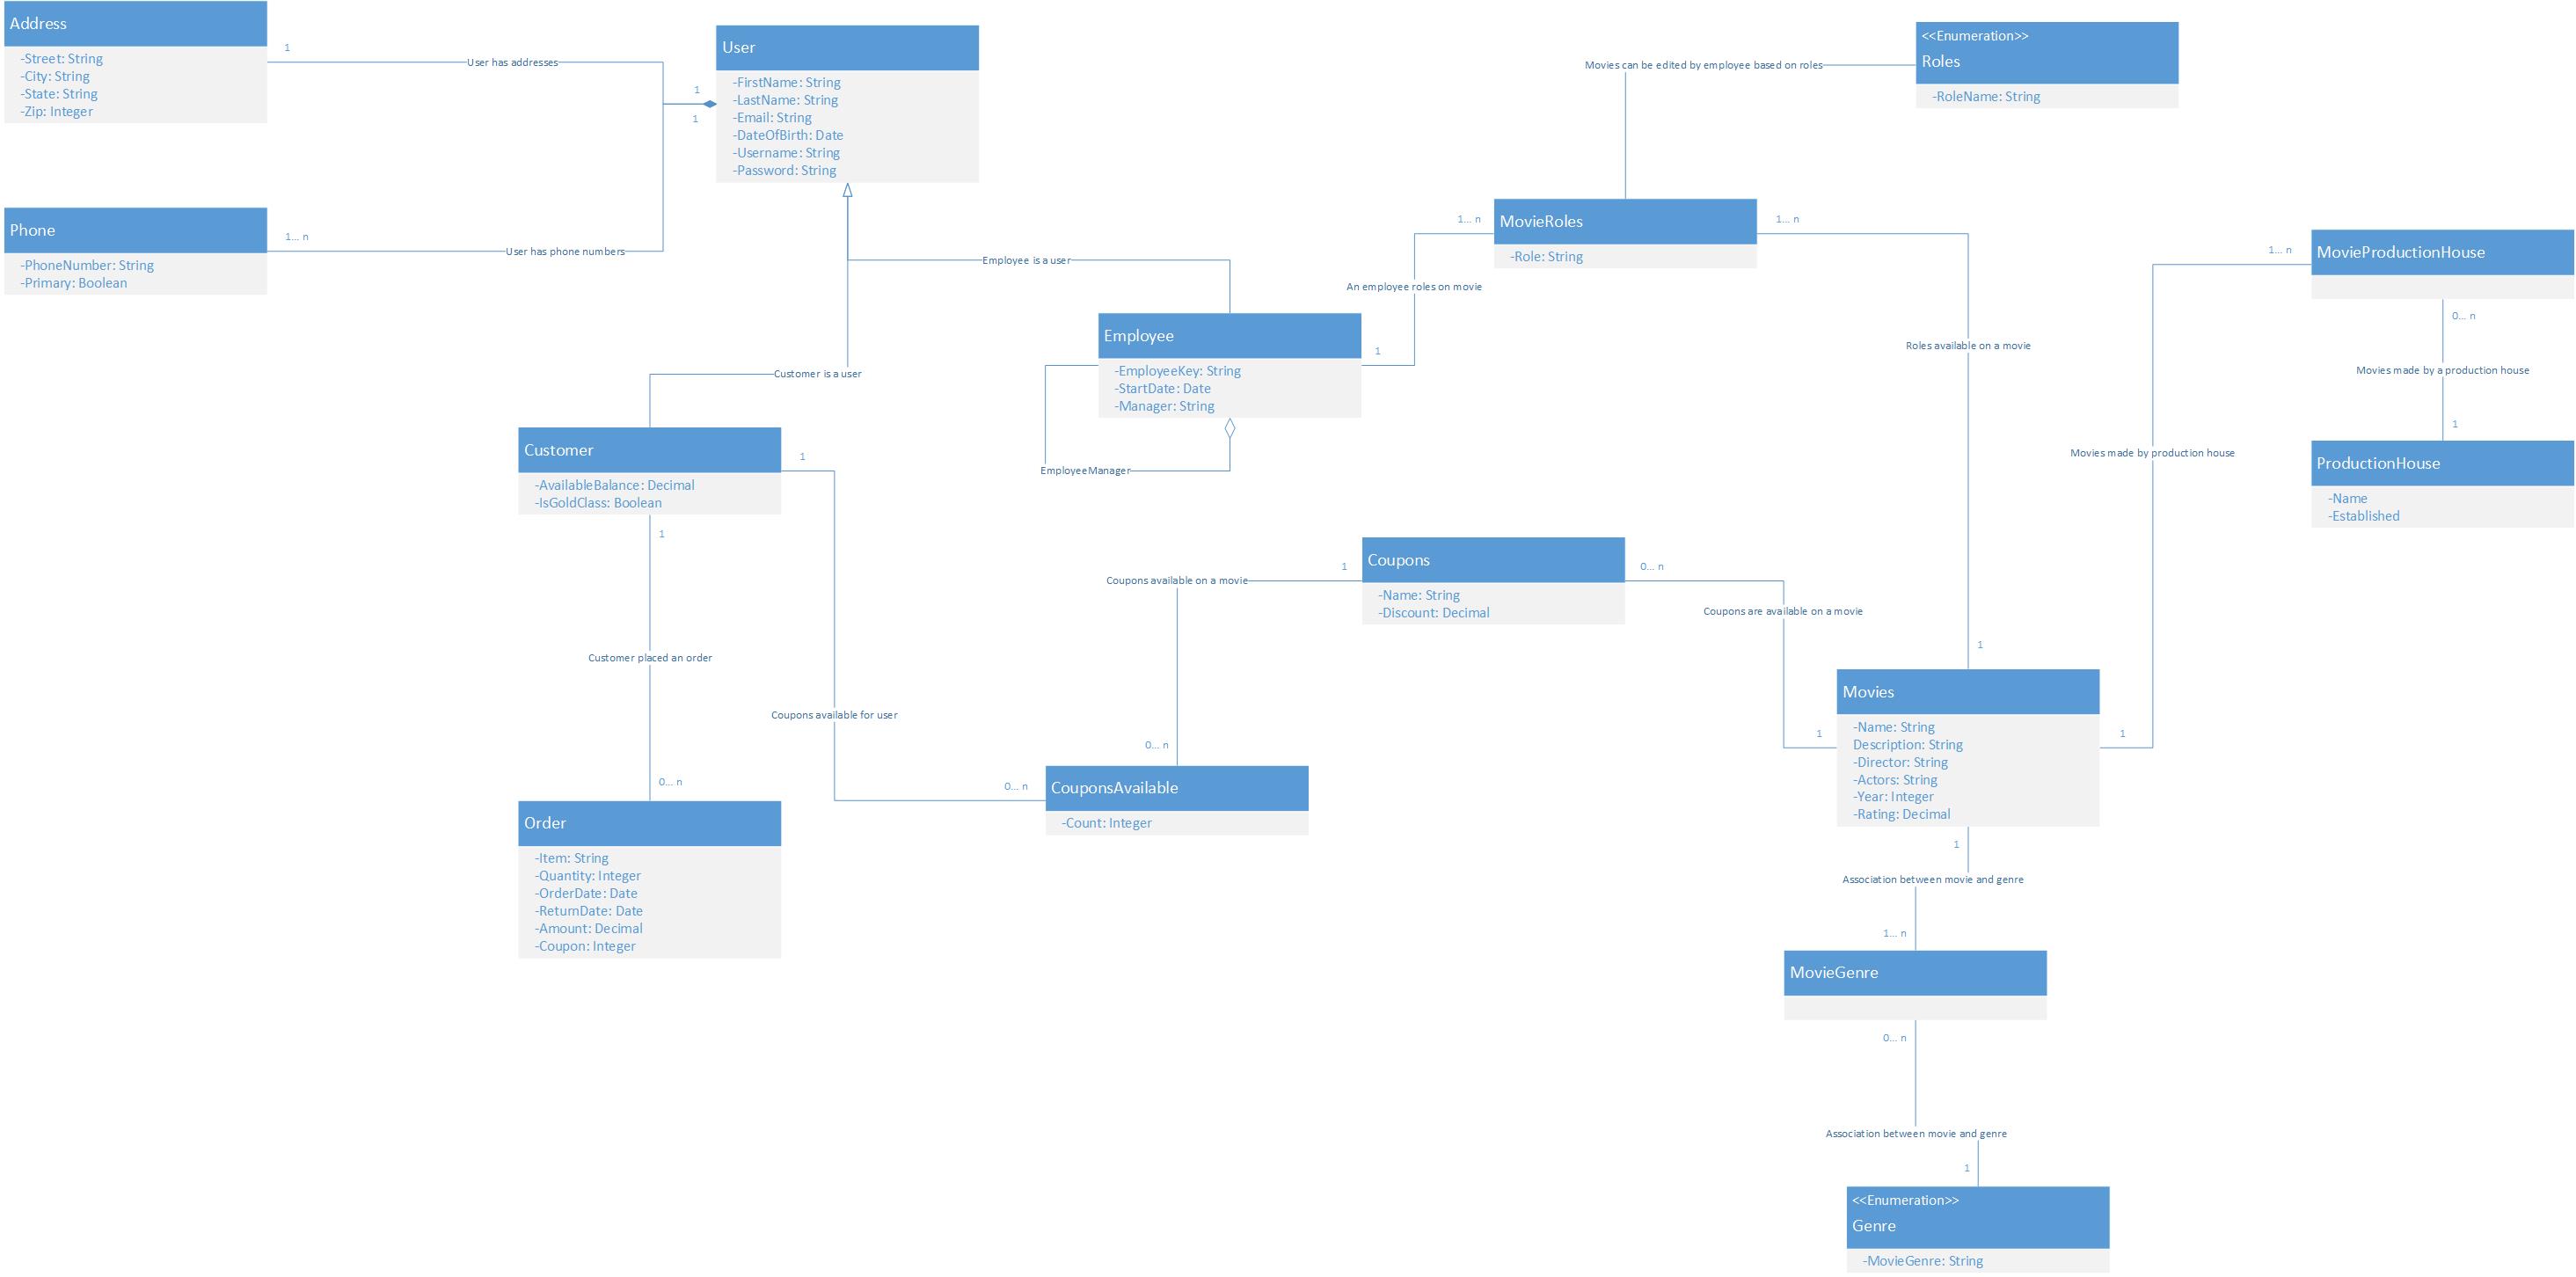 Address
-Street: String
-City: String
-State: String
-Zip: Integer
1
User has addresses
1
1
User
-FirstName: String
-LastName: String
-Email: String
-DateOfBirth: Date
-Username: String
-Password: String
Phone
-PhoneNumber: String
-Primary: Boolean
1... n
User has phone numbers
Employee is a user
Customer is a user
<<Enumeration>>
Roles
-RoleName: String
Movies can be edited by employee based on roles
MovieRoles
-Role: String
1... n
1... n
An employee roles on movie
Roles available on a movie
1
Employee
-EmployeeKey: String
-StartDate: Date
-Manager: String
1
EmployeeManager
MovieProductionHouse
1... n
0... n
Movies made by a production house
1
ProductionHouse
-Name
-Established
Movies made by production house
Customer
-AvailableBalance: Decimal
-IsGoldClass: Boolean
1
1
Customer placed an order
0... n
Coupons available for user
0... n
Order
-Item: String
-Quantity: Integer
-OrderDate: Date
-ReturnDate: Date
-Amount: Decimal
-Coupon: Integer
Coupons
-Name: String
-Discount: Decimal
1
Coupons available on a movie
0... n
0... n
Coupons are available on a movie
1
CouponsAvailable
-Count: Integer
Movies
-Name: String
Description: String
-Director: String
-Actors: String
-Year: Integer
-Rating: Decimal
1
1
Association between movie and genre
1... n
MovieGenre
0... n
Association between movie and genre
1
<<Enumeration>>
Genre
-MovieGenre: String